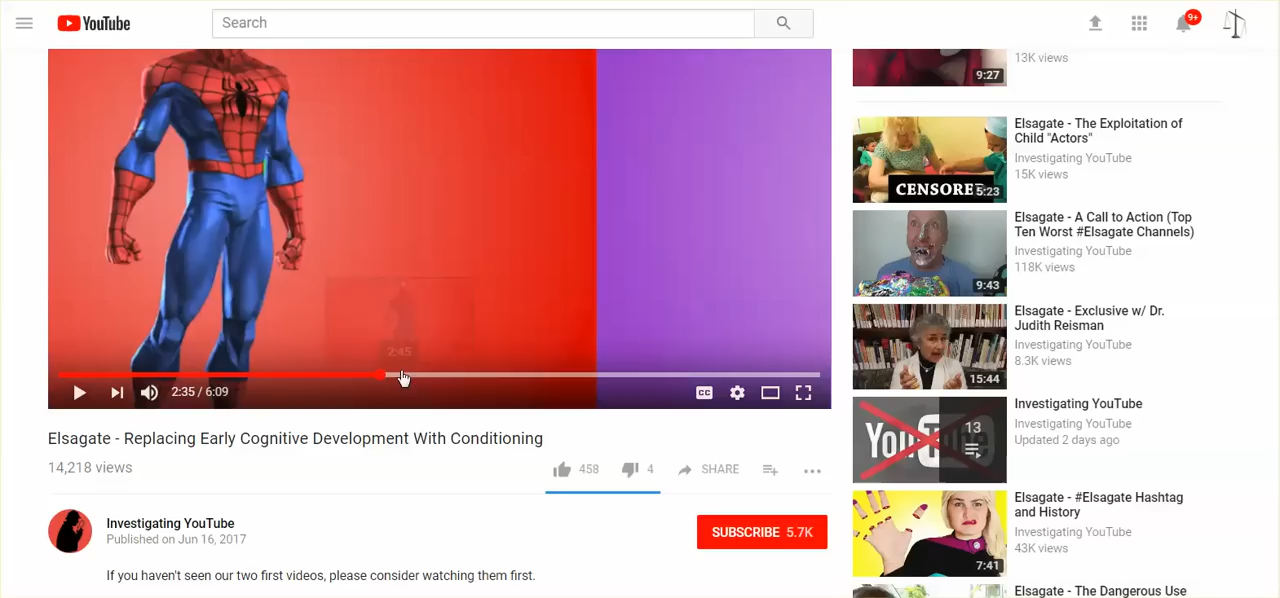 YouTube
Search
9+
2:45
2:35 / 6:09
CC
Elsagate - Replacing Early Cognitive Development With Conditioning
14,218 views
458
4
SHARE
Investigating YouTube
Published on Jun 16, 2017
SUBSCRIBE 5.7K
If you haven't seen our two first videos, please consider watching them first.
9:27
13K views
CENSORE
5:23
Elsagate - The Exploitation of
Child "Actors"
Investigating YouTube
15K views
9:43
Elsagate - A Call to Action (Top
Ten Worst #Elsagate Channels)
Investigating YouTube
118K views
15:44
Elsagate - Exclusive w/ Dr.
Judith Reisman
Investigating YouTube
8.3K views
YouTube
13
Investigating YouTube
Investigating YouTube
Updated 2 days ago
7:41
Elsagate - #Elsagate Hashtag
and History
Investigating YouTube
43K views
Elsagate - The Dangerous Use